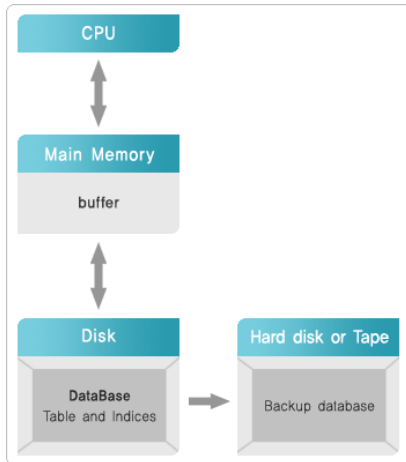 CPU
Main Memory
buffer
Disk
Hard disk or Tape
DataBase
Table and Indices
Backup database